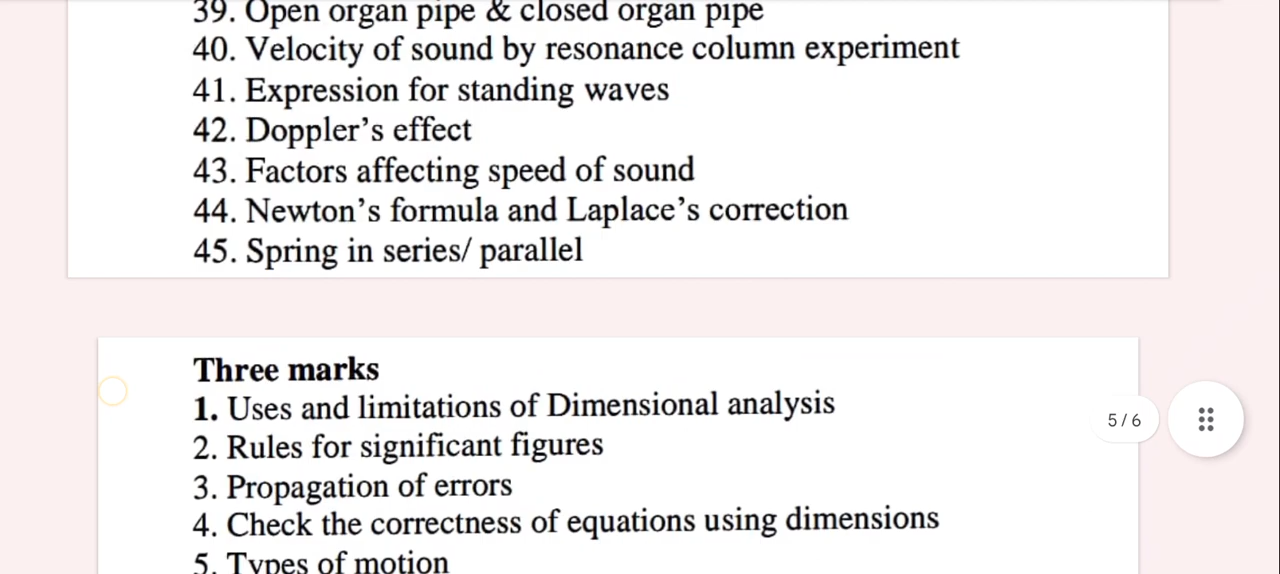 39. Open organ pipe & closed organ pipe
40. Velocity of sound by resonance column experiment
41. Expression for standing waves
42. Doppler’s effect
43. Factors affecting speed of sound
44. Newton’s formula and Laplace’s correction
45. Spring in series/ parallel
Three marks
1. Uses and limitations of Dimensional analysis
2. Rules for significant figures
3. Propagation of errors
4. Check the correctness of equations using dimensions
5. Types of motion
5 / 6